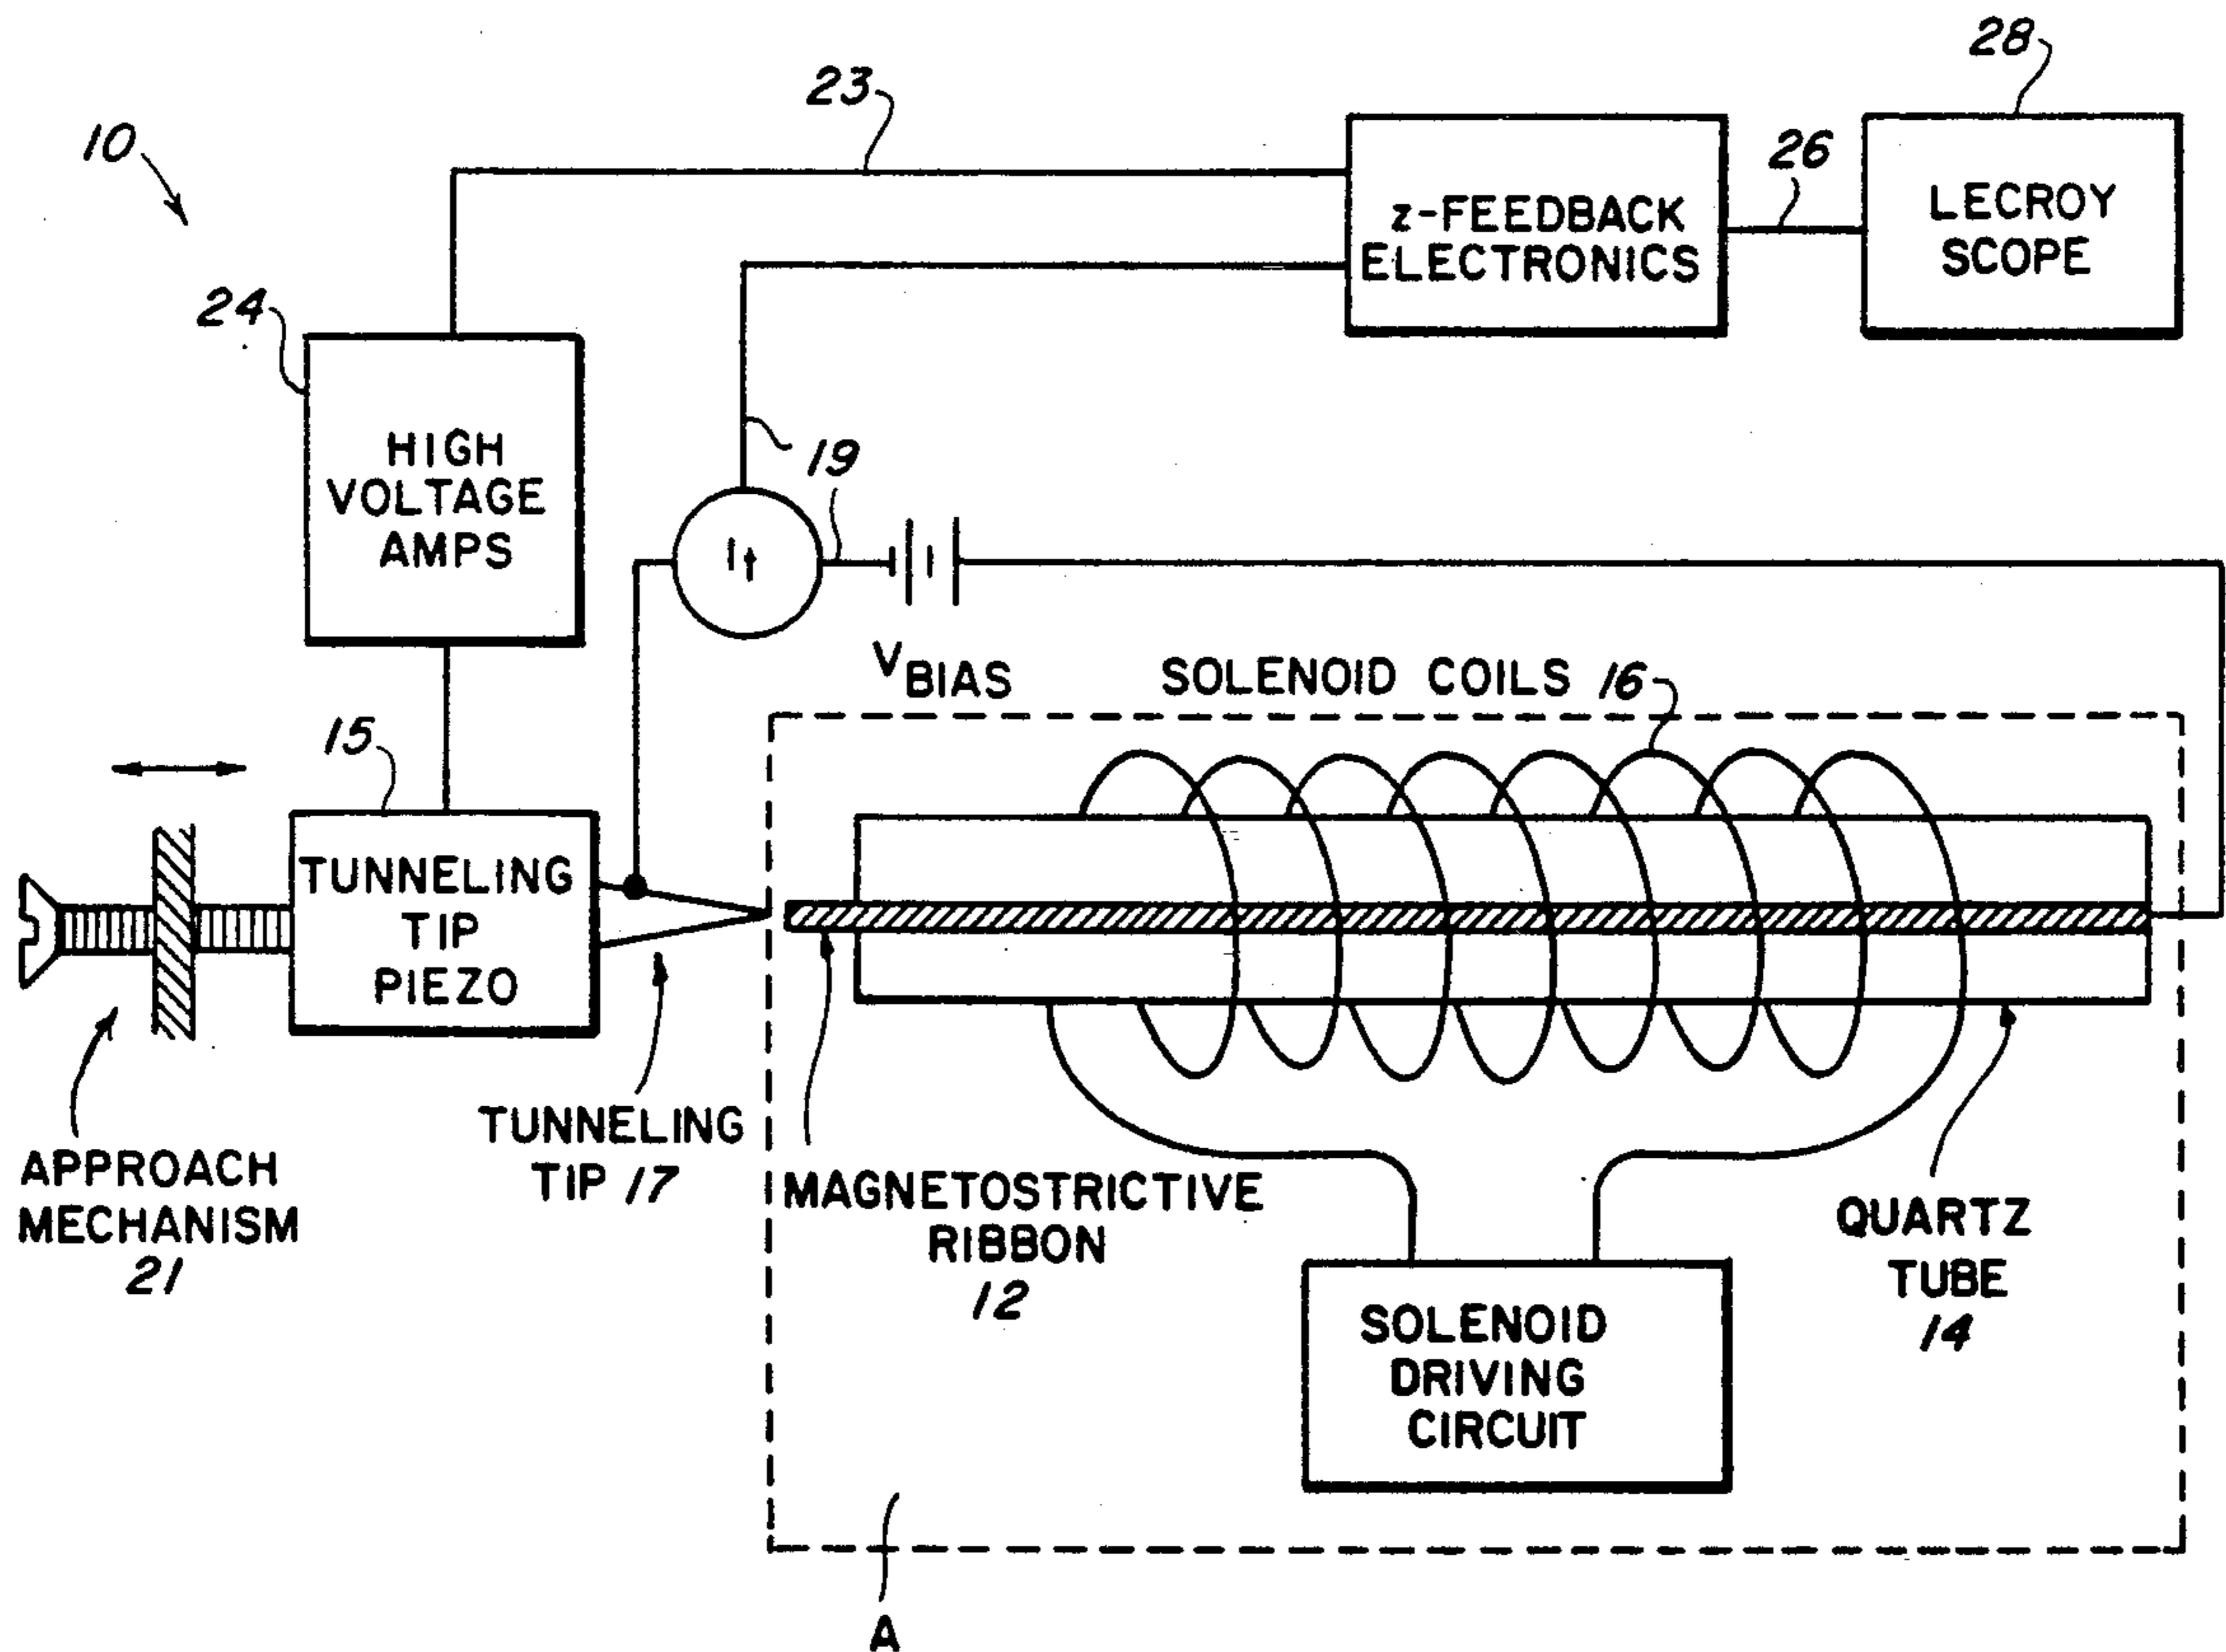 28
23
10
26
z-FEEDBACK
ELECTRONICS
LECROY
SCOPE
24
HIGH
VOLTAGE
AMPS
19
It
VBIAS
SOLENOID COILS 16
15
TUNNELING
TIP
PIEZO
TUNNELING
TIP 17
APPROACH
MECHANISM
21
MAGNETOSTRICTIVE
RIBBON
12
QUARTZ
TUBE
14
SOLENOID
DRIVING
CIRCUIT
A